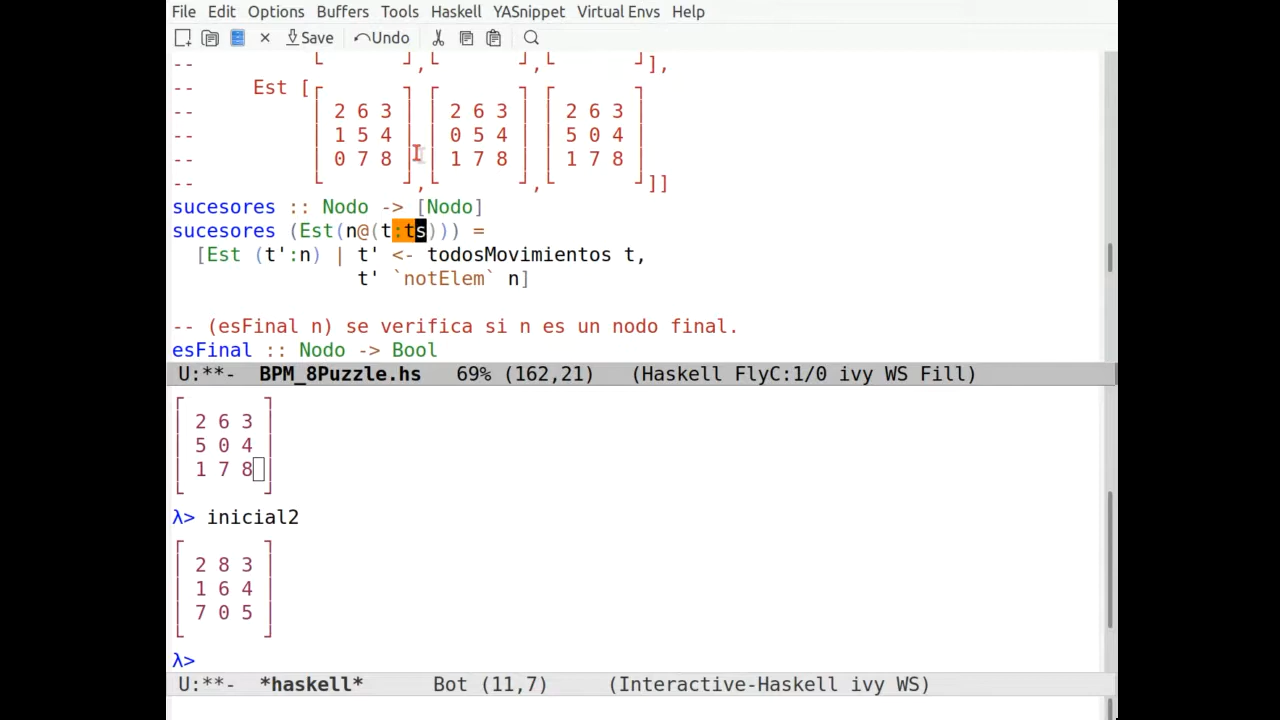 File Edit Options Buffers Tools Haskell YASnippet Virtual Envs Help
Save Undo
-- └ ┘,└ ┘,└ ┘],
-- Est [┌ ┐ ┌ ┐ ┌ ┐
-- │ 2 6 3 │ │ 2 6 3 │ │ 2 6 3 │
-- │ 1 5 4 │ │ 0 5 4 │ │ 5 0 4 │
-- │ 0 7 8 │ │ 1 7 8 │ │ 1 7 8 │
-- └ ┘,└ ┘,└ ┘]]
sucesores :: Nodo -> [Nodo]
sucesores (Est(n@(t:ts))) =
  [Est (t':n) | t' <- todosMovimientos t,
                t' `notElem` n]
-- (esFinal n) se verifica si n es un nodo final.
esFinal :: Nodo -> Bool
U:**- BPM_8Puzzle.hs 69% (162,21) (Haskell FlyC:1/0 ivy WS Fill)
┌ ┐
│ 2 6 3 │
│ 5 0 4 │
│ 1 7 8 │
└ ┘
λ> inicial2
┌ ┐
│ 2 8 3 │
│ 1 6 4 │
│ 7 0 5 │
└ ┘
λ>
U:**- *haskell* Bot (11,7) (Interactive-Haskell ivy WS)